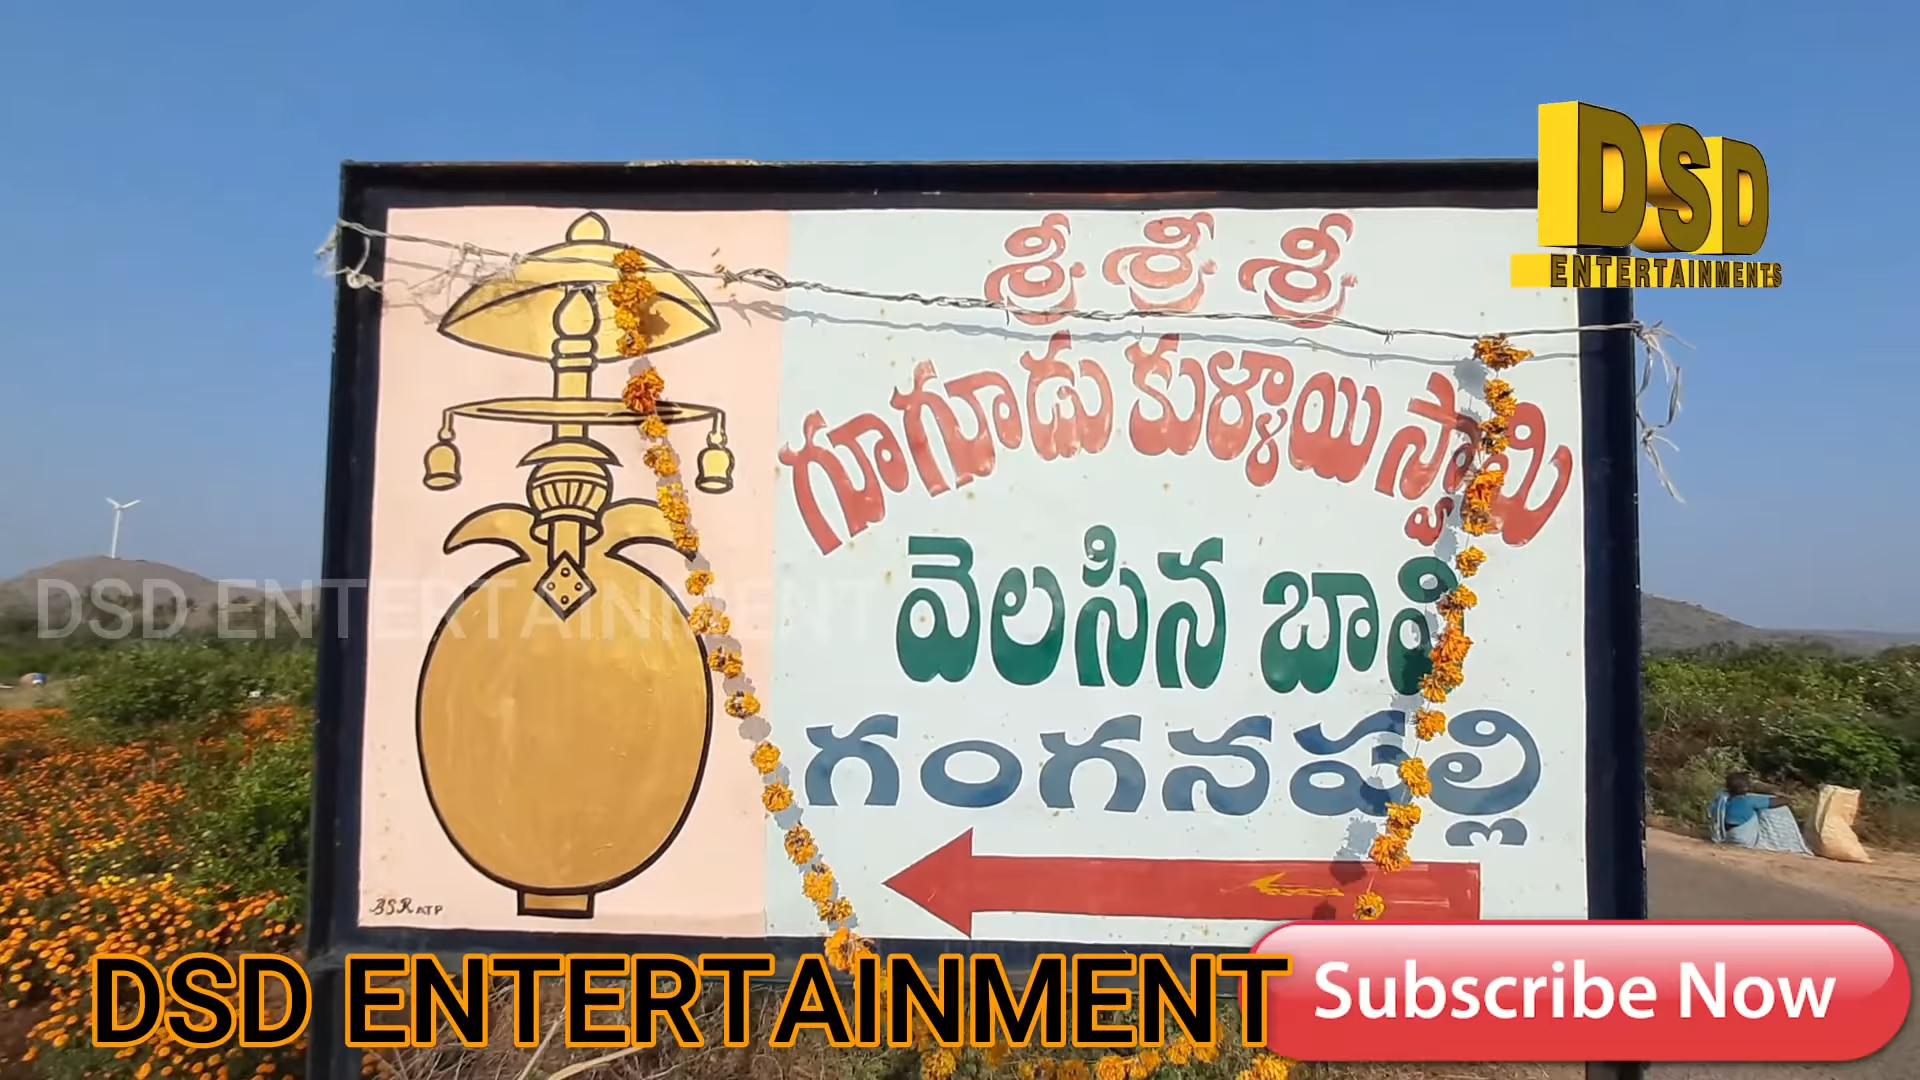 DSD
ENTERTAINMENTS
శ్రీ శ్రీ శ్రీ
గూగూడు కుళ్ళాయి స్వామి
వెలసిన బావి
గంగనపల్లి
DSD ENTERTAINMENT
BSR ATP
DSD ENTERTAINMENT
Subscribe Now